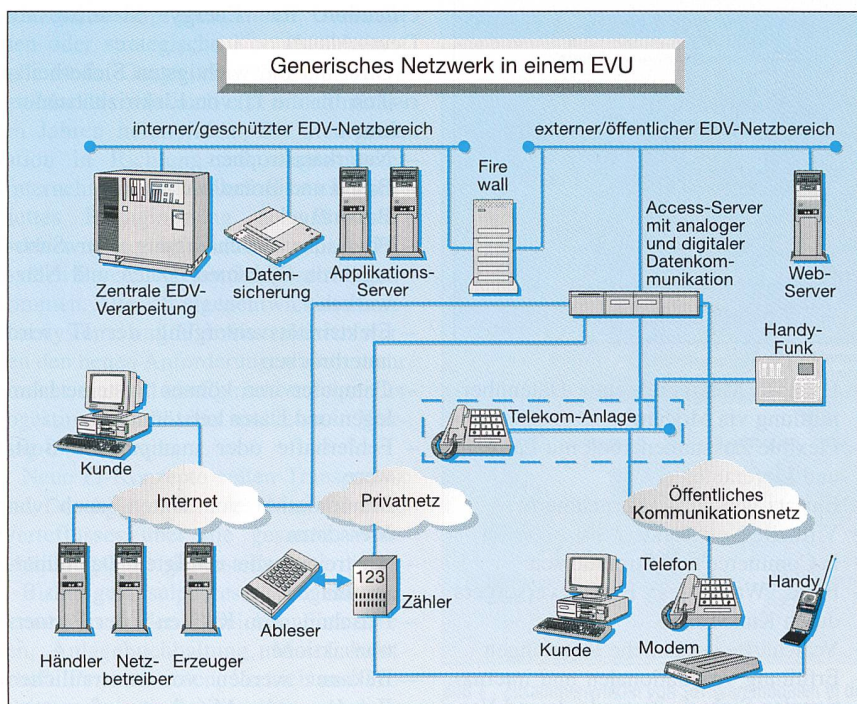 Generisches Netzwerk in einem EVU
interner/geschützter EDV-Netzbereich
externer/öffentlicher EDV-Netzbereich
Fire
wall
Access-Server
mit analoger
und digitaler
Datenkom-
munikation
Zentrale EDV-
Verarbeitung
Daten-
sicherung
Applikations-
Server
Web-
Server
Handy-
Funk
Telekom-Anlage
Kunde
Internet
Privatnetz
Öffentliches
Kommunikationsnetz
Händler
Netz-
betreiber
Erzeuger
Ableser
123
Zähler
Kunde
Telefon
Handy
Modem